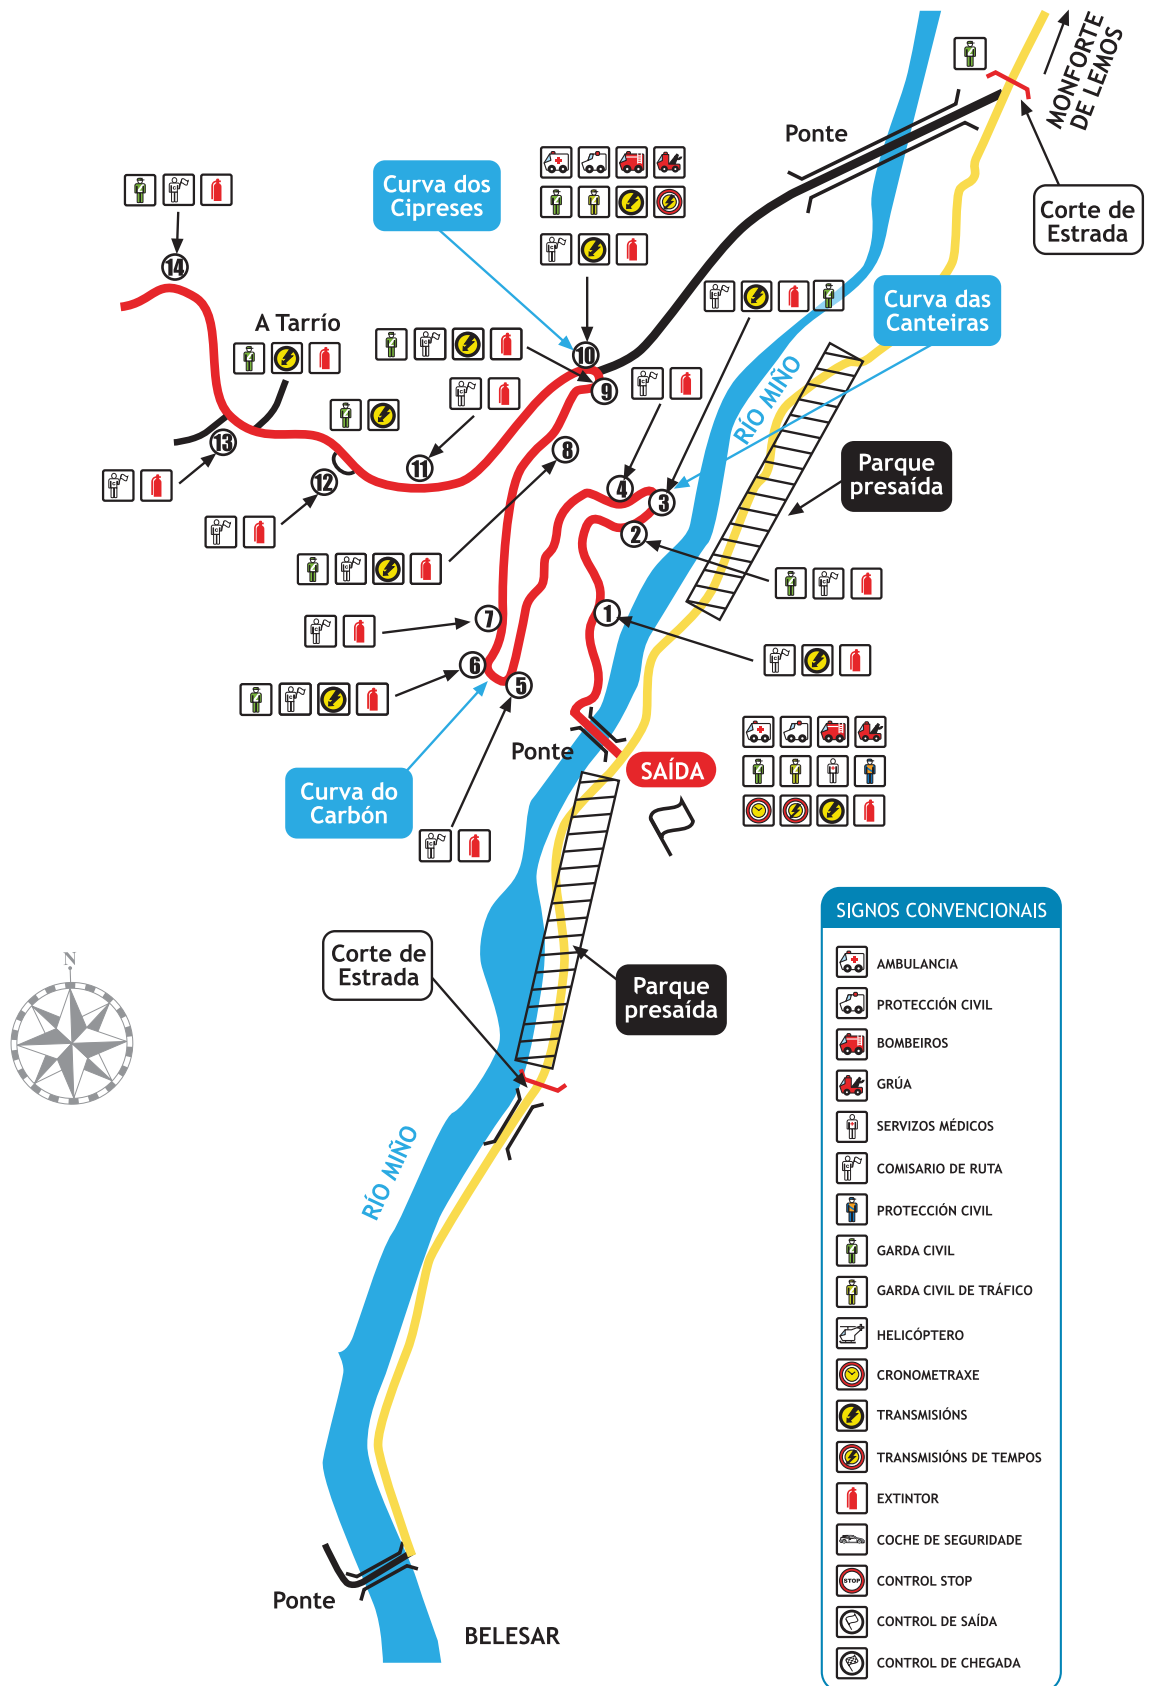 MONFORTE
DE LEMOS
Ponte
Corte de
Estrada
Curva dos
Cipreses
14
A Tarrío
Curva das
Canteiras
10
9
RÍO MIÑO
13
12
11
8
4
3
2
Parque
presaída
1
7
6
5
Ponte
SAÍDA
Curva do
Carbón
Corte de
Estrada
Parque
presaída
N
RÍO MIÑO
Ponte
BELESAR
SIGNOS CONVENCIONAIS
AMBULANCIA
PROTECCIÓN CIVIL
BOMBEIROS
GRÚA
SERVIZOS MÉDICOS
COMISARIO DE RUTA
PROTECCIÓN CIVIL
GARDA CIVIL
GARDA CIVIL DE TRÁFICO
HELICÓPTERO
CRONOMETRAXE
TRANSMISIÓNS
TRANSMISIÓNS DE TEMPOS
EXTINTOR
COCHE DE SEGURIDADE
STOP
CONTROL STOP
CONTROL DE SAÍDA
CONTROL DE CHEGADA